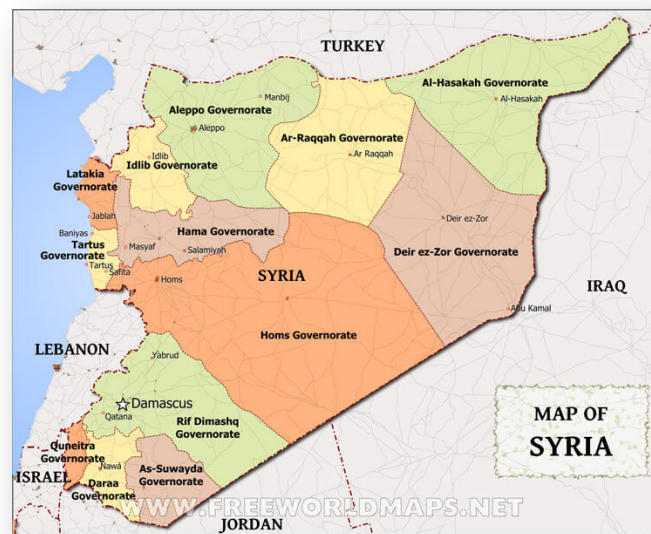 TURKEY
Al-Hasakah Governorate
Manbij
Al-Hasakah
Aleppo Governorate
Aleppo
Ar-Raqqah Governorate
Ar Raqqah
Idlib
Idlib Governorate
Latakia
Governorate
Jablah
Deir ez-Zor
Baniyas
Hama Governorate
Tartus
Governorate
Masyaf
Salamiyah
Deir ez-Zor Governorate
Tartus
Safita
Homs
SYRIA
IRAQ
Abu Kamal
Homs Governorate
LEBANON
Yabrud
Damascus
Qatana
Rif Dimashq
Governorate
MAP OF
SYRIA
Quneitra
Governorate
Nawá
As-Suwayda
Governorate
ISRAEL
Daraa
Governorate
WWW.FREEWORLDMAPS.NET
JORDAN